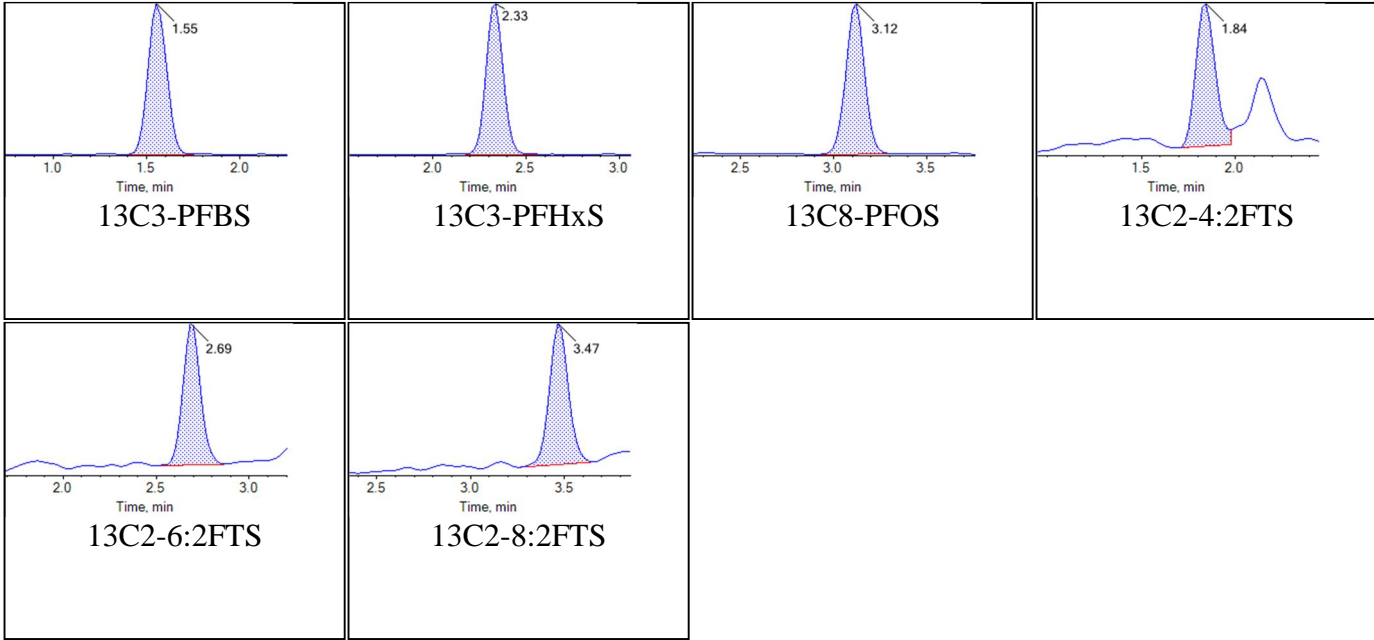 1.55
1.0 1.5 2.0
Time, min
13C3-PFBS
2.33
2.0 2.5 3.0
Time, min
13C3-PFHxS
3.12
2.5 3.0 3.5
Time, min
13C8-PFOS
1.84
1.5 2.0
Time, min
13C2-4:2FTS
2.69
2.0 2.5 3.0
Time, min
13C2-6:2FTS
3.47
2.5 3.0 3.5
Time, min
13C2-8:2FTS